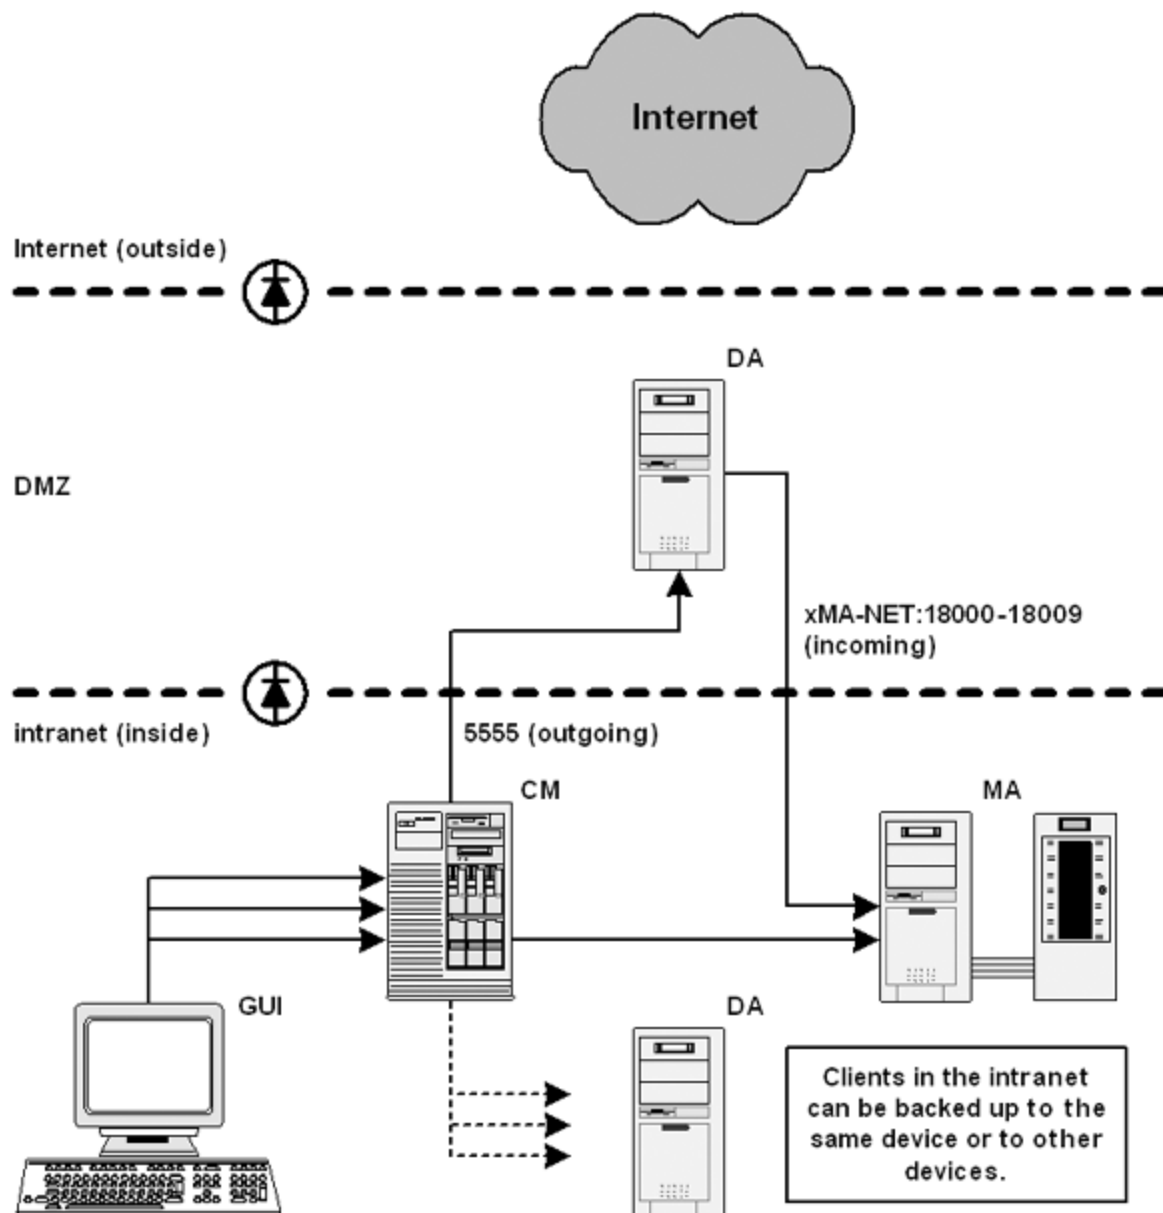 Internet
Internet (outside)
DA
DMZ
xMA-NET:18000-18009
(incoming)
intranet (inside)
5555 (outgoing)
CM
MA
GUI
DA
Clients in the intranet
can be backed up to the
same device or to other
devices.